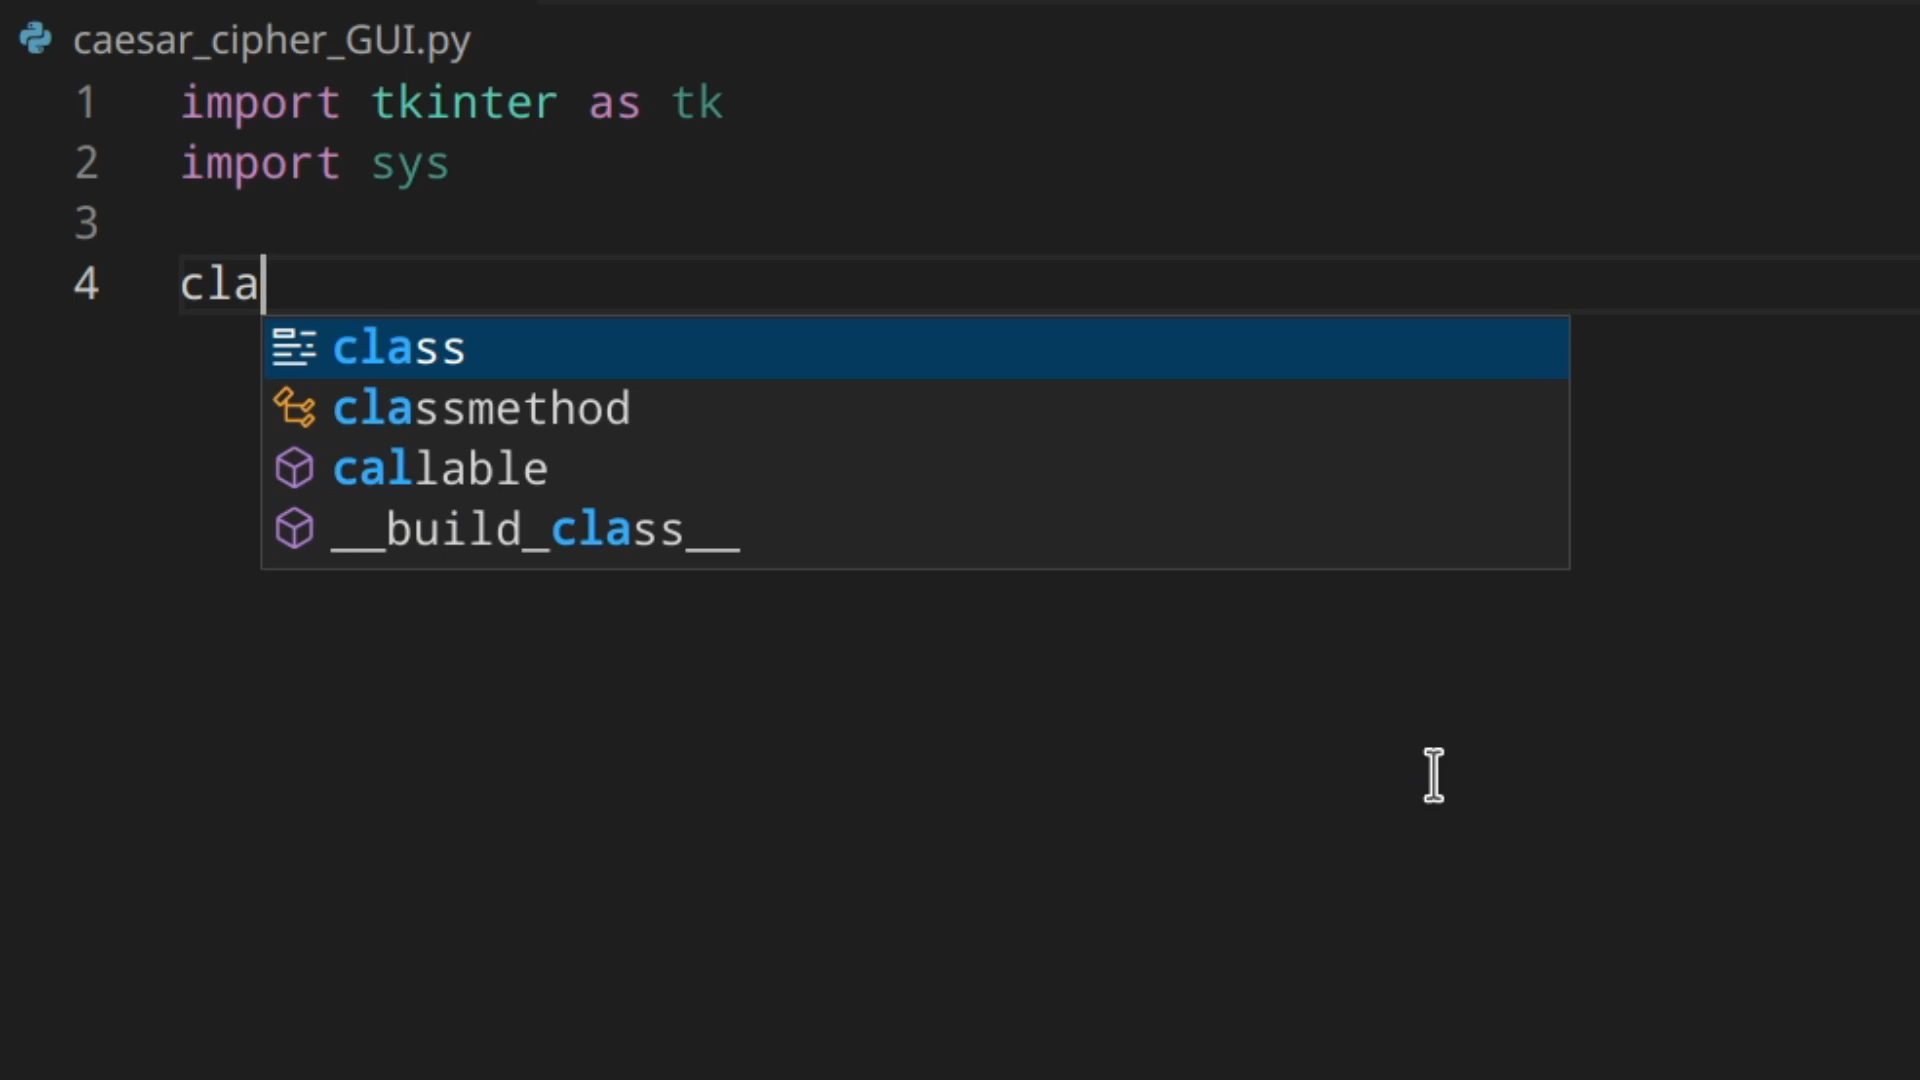 caesar_cipher_GUI.py
1 import tkinter as tk
2 import sys
3
4 cla
class
classmethod
callable
__build_class__